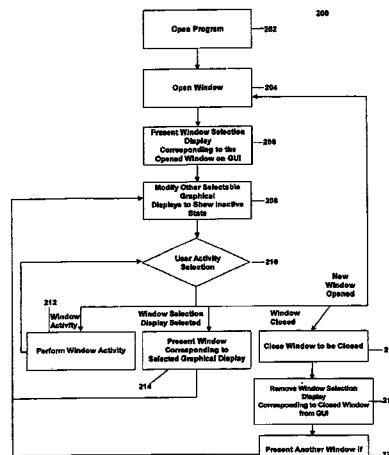 200
Open Program
202
Open Window
204
Present Window Selection
Display
Corresponding to the
Opened Window on GUI
206
Modify Other Selectable
Graphical
Displays to Show Inactive
State
208
User Activity
Selection
210
New
Window
Opened
212
Window
Activity
Window Selection
Display Selected
Window
Closed
Perform Window Activity
Present Window
Corresponding to
Selected Graphical Display
214
Close Window to be Closed
Remove Window Selection
Display
Corresponding to Closed Window
from GUI
Present Another Window if